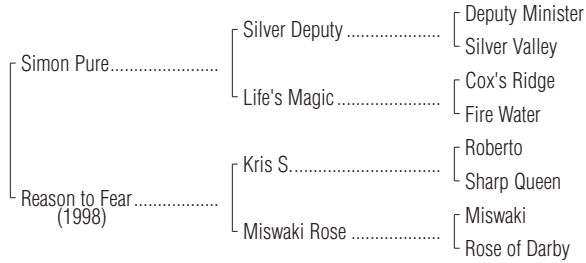 Deputy Minister
Silver Deputy ...................
Silver Valley
Simon Pure......................
Cox's Ridge
Life's Magic .....................
Fire Water
Roberto
Kris S..............................
Sharp Queen
Reason to Fear.................
(1998)
Miswaki
Miswaki Rose ..................
Rose of Darby